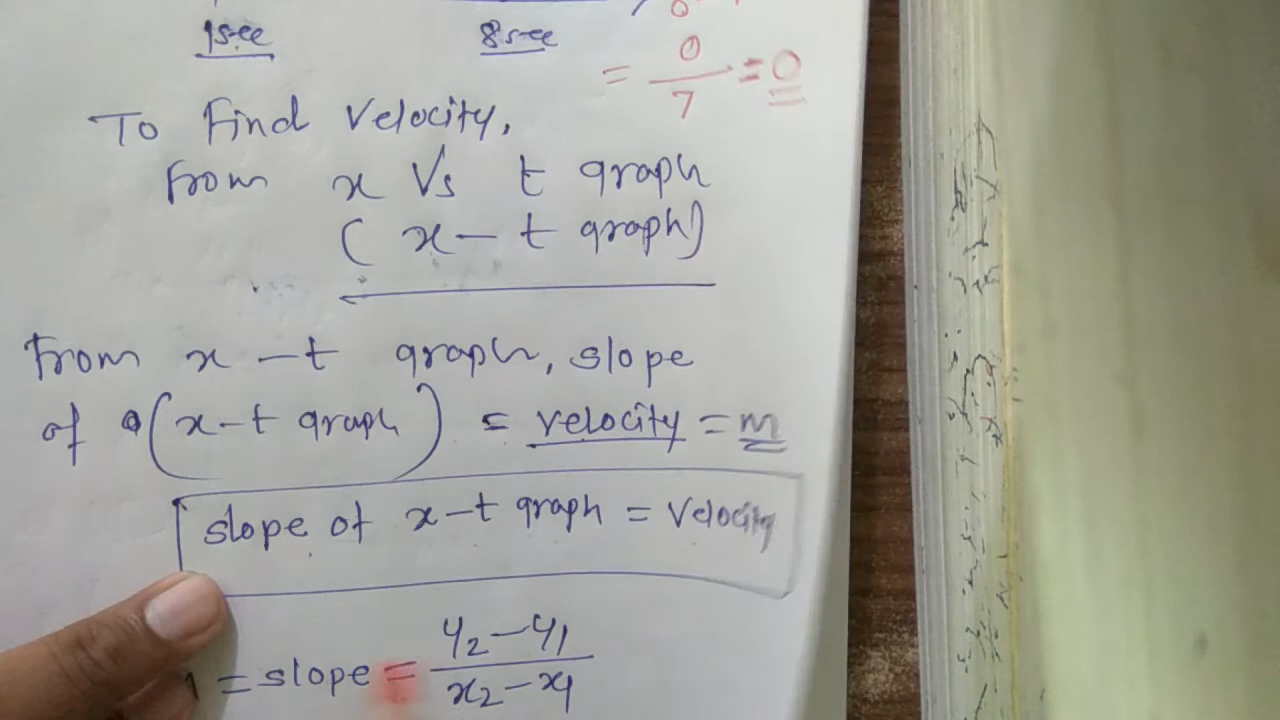 1sec 8sec
= 0/7 = 0
To Find Velocity,
From x Vs t graph
(x-t graph)
From x-t graph, slope
of (x-t graph) = velocity = m
slope of x-t graph = Velocity
= slope = y2-y1/x2-x1